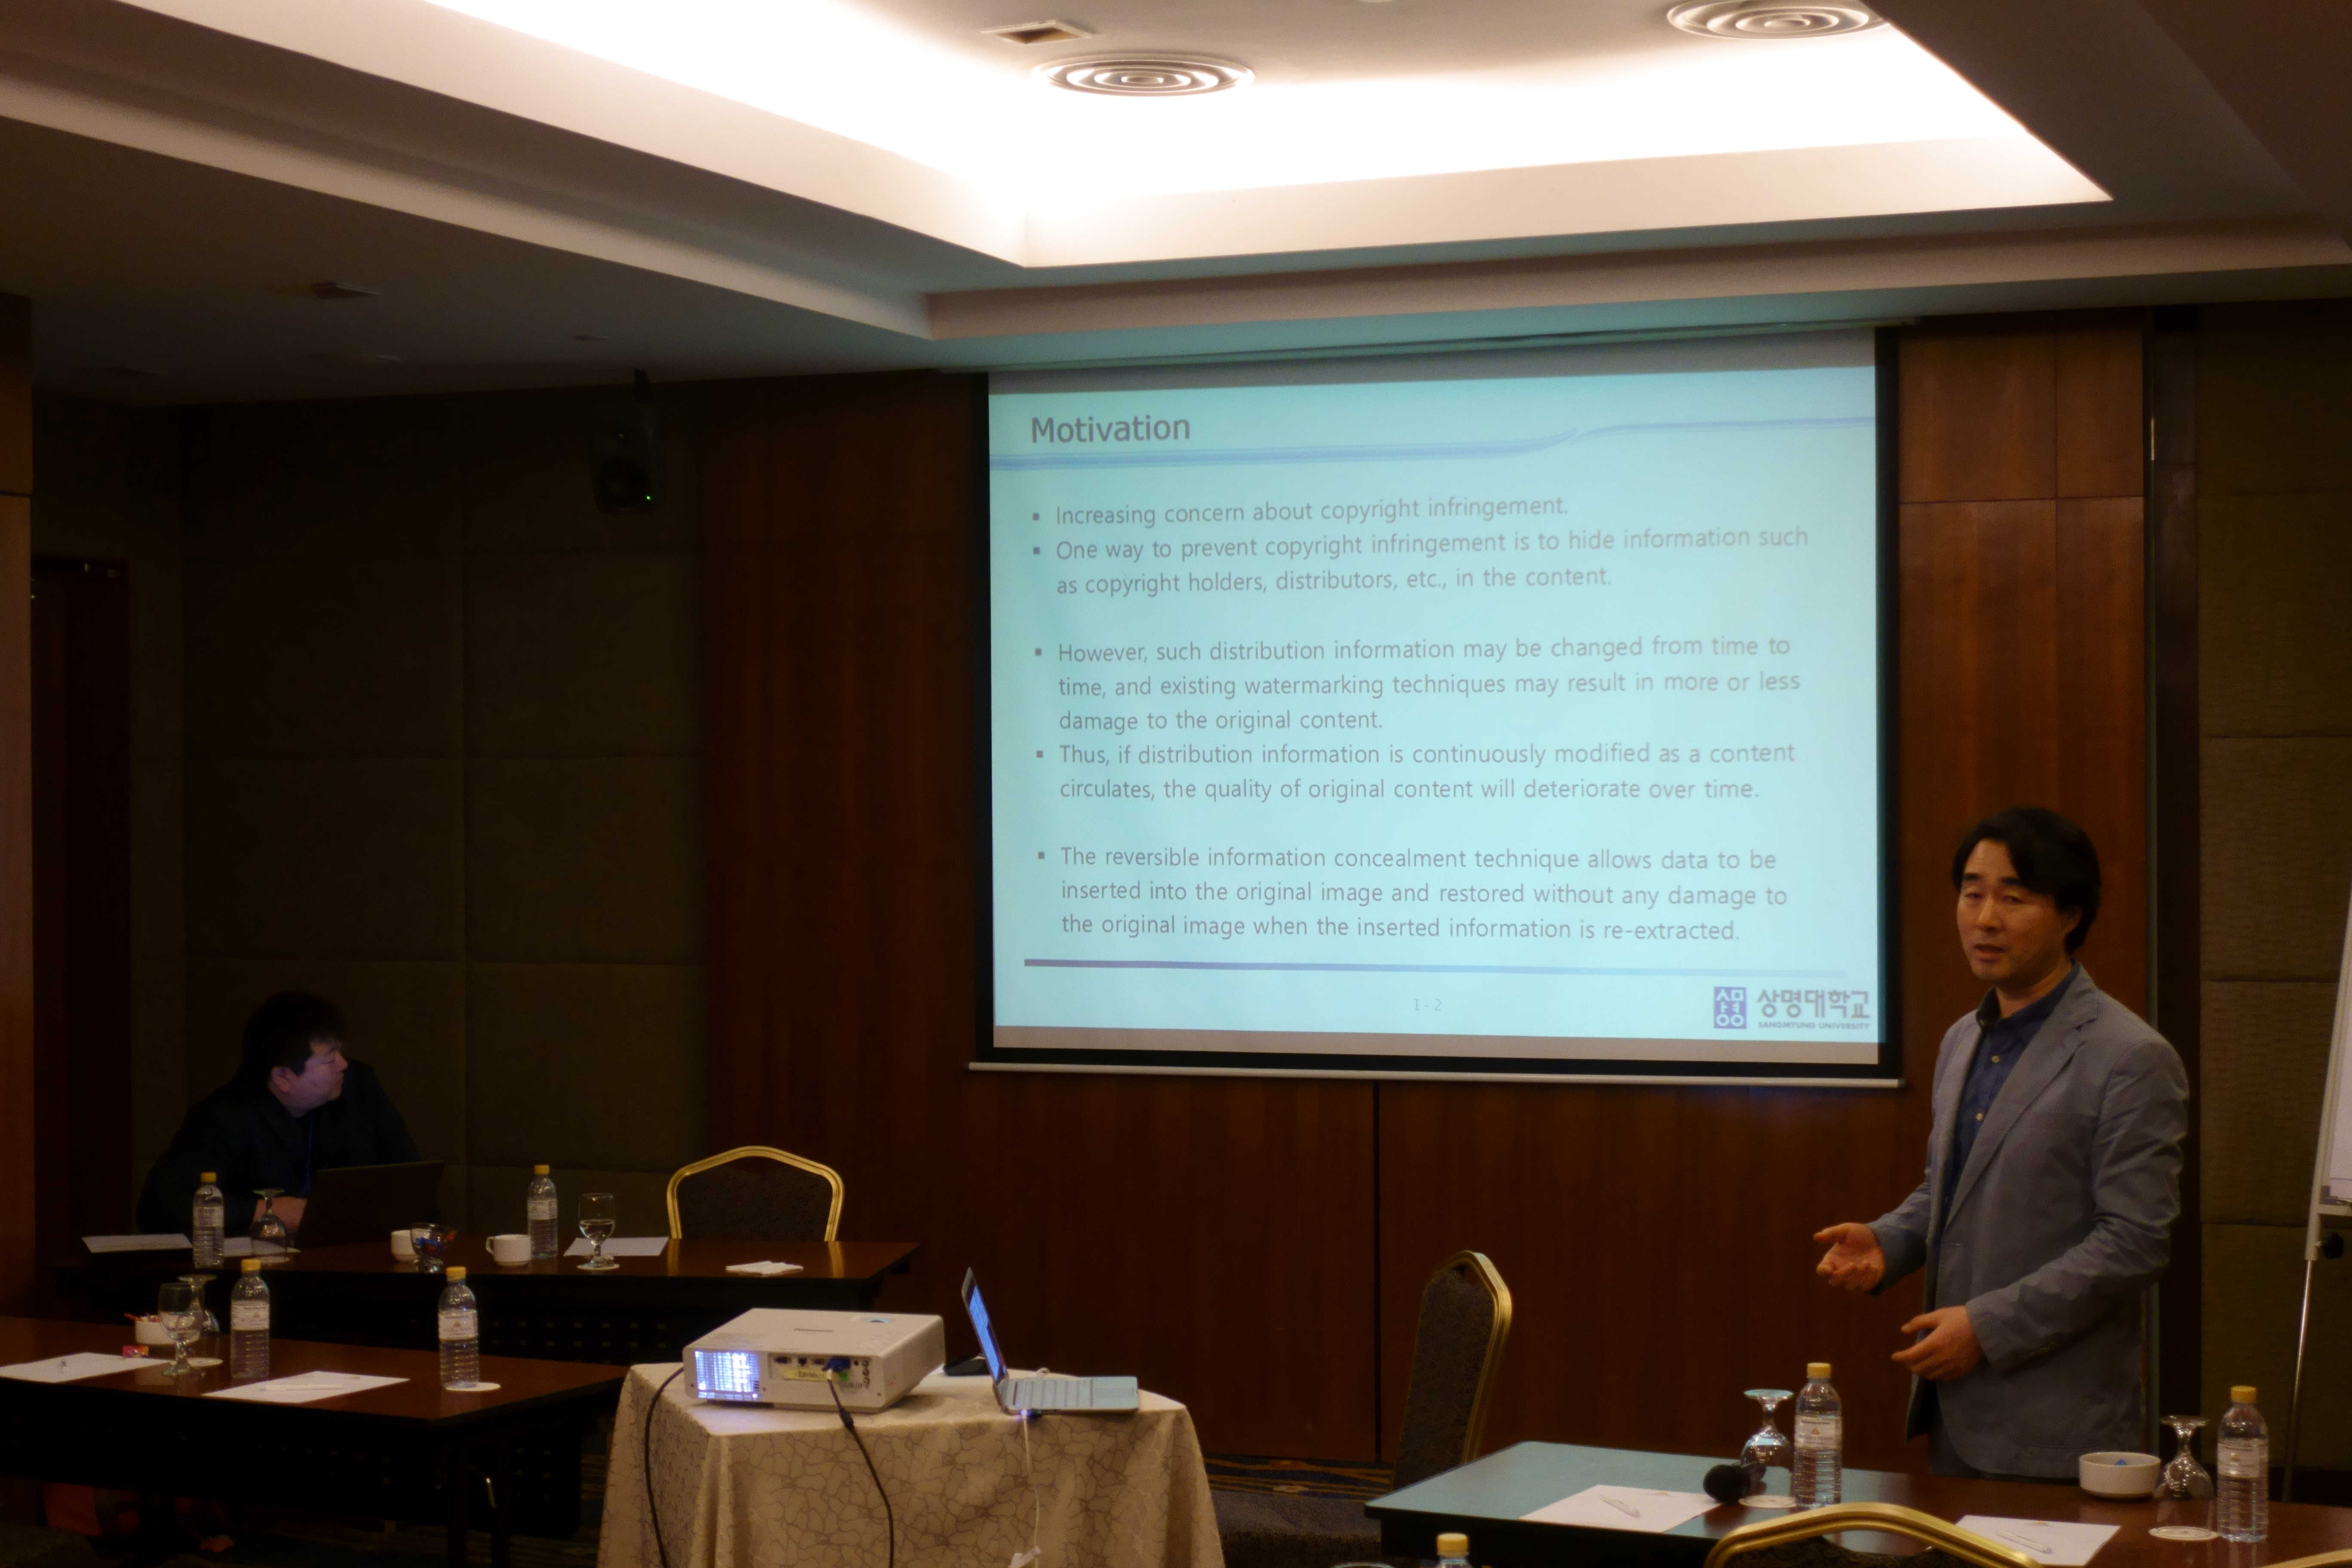 Motivation
▪ Increasing concern about copyright infringement.
▪ One way to prevent copyright infringement is to hide information such
as copyright holders, distributors, etc., in the content.
▪ However, such distribution information may be changed from time to
time, and existing watermarking techniques may result in more or less
damage to the original content.
▪ Thus, if distribution information is continuously modified as a content
circulates, the quality of original content will deteriorate over time.
▪ The reversible information concealment technique allows data to be
inserted into the original image and restored without any damage to
the original image when the inserted information is re-extracted.
I - 2
상명대학교
SANGMYUNG UNIVERSITY